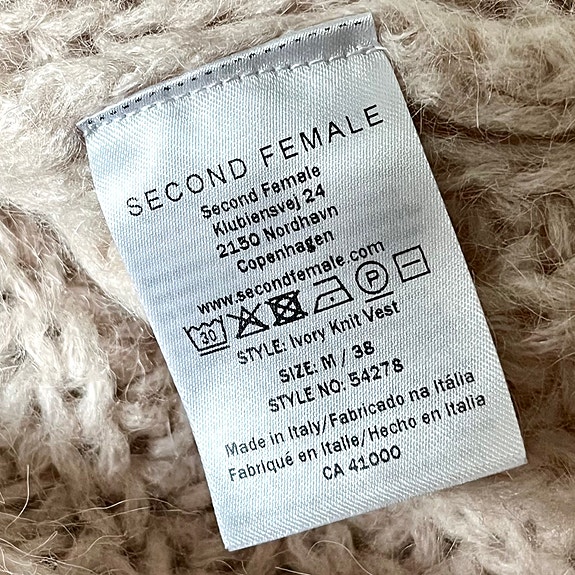 SECOND FEMALE
Second Female
Klubiensvej 24
2150 Nordhavn
Copenhagen
www.secondfemale.com
30 P
STYLE: Ivory Knit Vest
SIZE: M / 38
STYLE NO: 54278
Made in Italy/Fabricado na Itália
Fabriqué en Italie/Hecho en Italia
CA 41000